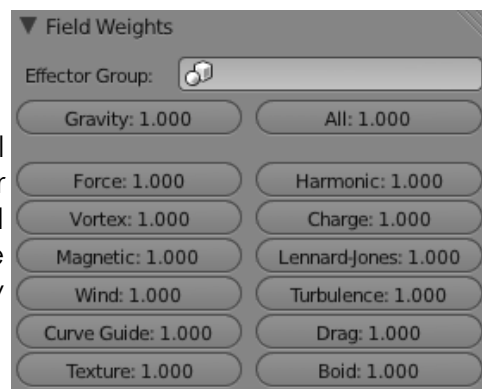 Field Weights
Effector Group:
Gravity: 1.000 All: 1.000
Force: 1.000 Harmonic: 1.000
Vortex: 1.000 Charge: 1.000
Magnetic: 1.000 Lennard-Jones: 1.000
Wind: 1.000 Turbulence: 1.000
Curve Guide: 1.000 Drag: 1.000
Texture: 1.000 Boid: 1.000